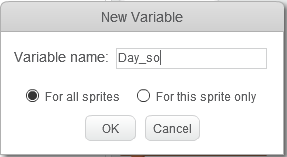 New Variable
Variable name: Day_so
For all sprites For this sprite only
OK Cancel